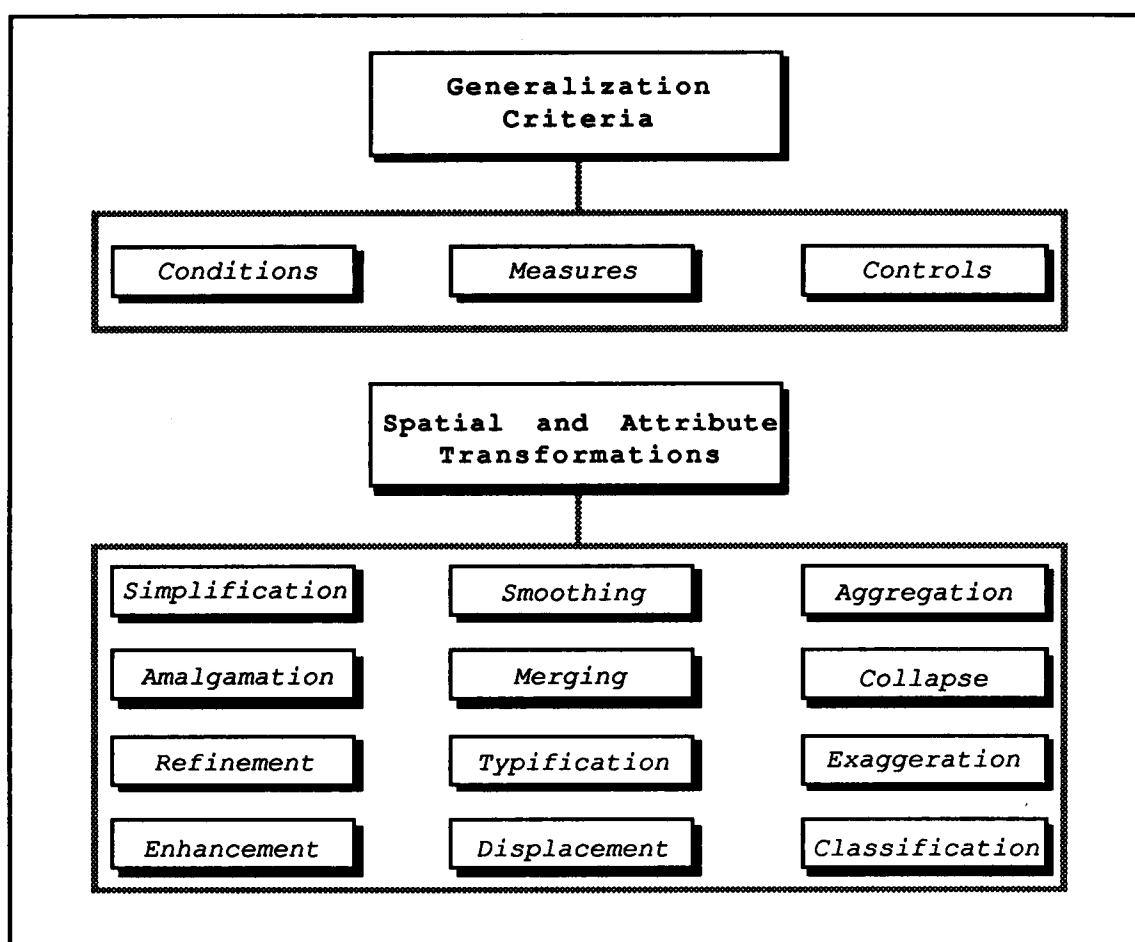 Generalization
Criteria
Conditions
Measures
Controls
Spatial and Attribute
Transformations
Simplification
Smoothing
Aggregation
Amalgamation
Merging
Collapse
Refinement
Typification
Exaggeration
Enhancement
Displacement
Classification